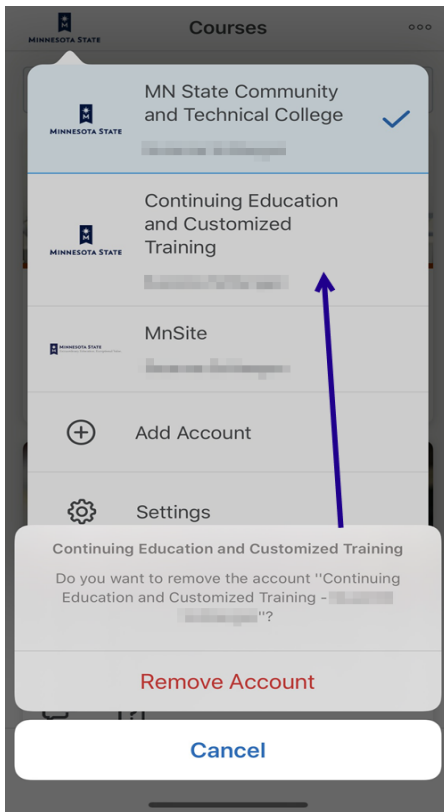 MINNESOTA STATE
Courses
MN State Community
and Technical College
MINNESOTA STATE
Continuing Education
and Customized
Training
MINNESOTA STATE
MnSite
MINNESOTA STATE
Add Account
Settings
Continuing Education and Customized Training
Do you want to remove the account "Continuing
Education and Customized Training -
"?
Remove Account
Cancel